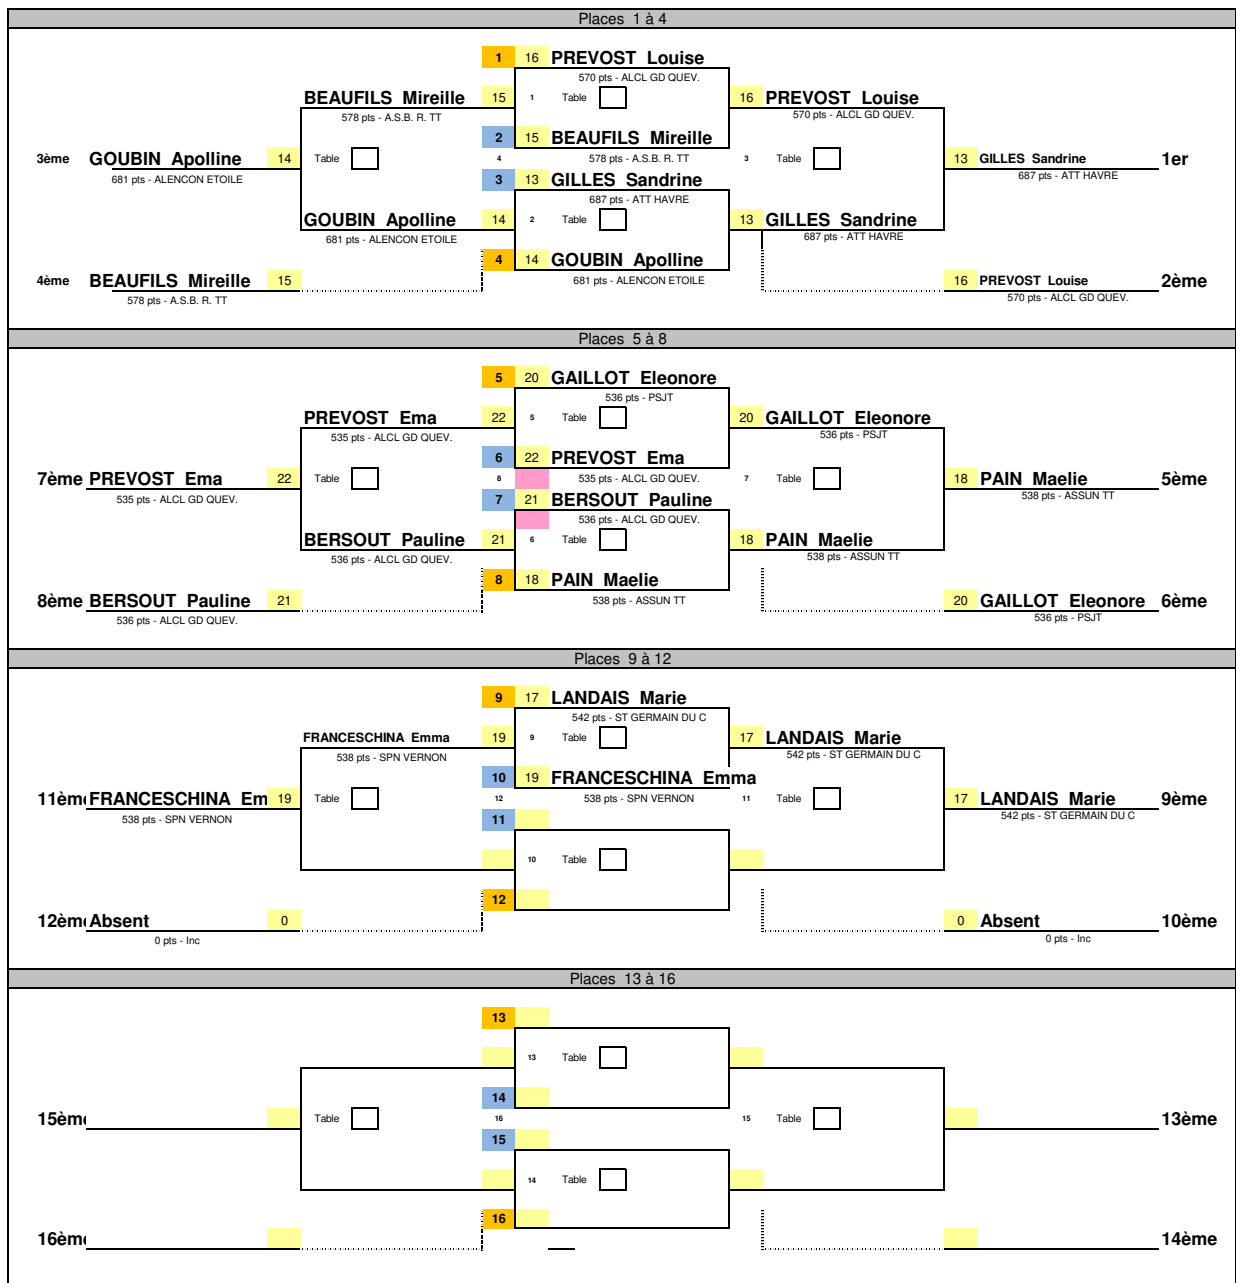 Places 1 à 4
1 16 PREVOST Louise
570 pts - ALCL GD QUEV.
BEAUFILS Mireille 15 1 Table 16 PREVOST Louise
578 pts - A.S.B. R. TT 570 pts - ALCL GD QUEV.
2 15 BEAUFILS Mireille
3ème GOUBIN Apolline 14 Table 4 578 pts - A.S.B. R. TT 3 Table 13 GILLES Sandrine 1er
681 pts - ALENCON ETOILE 3 13 GILLES Sandrine 687 pts - ATT HAVRE
687 pts - ATT HAVRE
GOUBIN Apolline 14 2 Table 13 GILLES Sandrine
681 pts - ALENCON ETOILE 687 pts - ATT HAVRE
4 14 GOUBIN Apolline
4ème BEAUFILS Mireille 15 681 pts - ALENCON ETOILE 16 PREVOST Louise 2ème
578 pts - A.S.B. R. TT 570 pts - ALCL GD QUEV.
Places 5 à 8
5 20 GAILLOT Eleonore
536 pts - PSJT
PREVOST Ema 22 5 Table 20 GAILLOT Eleonore
535 pts - ALCL GD QUEV. 536 pts - PSJT
6 22 PREVOST Ema
7ème PREVOST Ema 22 Table 8 535 pts - ALCL GD QUEV. 7 Table 18 PAIN Maelie 5ème
535 pts - ALCL GD QUEV. 7 21 BERSOUT Pauline 538 pts - ASSUN TT
536 pts - ALCL GD QUEV.
BERSOUT Pauline 21 6 Table 18 PAIN Maelie
536 pts - ALCL GD QUEV. 538 pts - ASSUN TT
8 18 PAIN Maelie
8ème BERSOUT Pauline 21 538 pts - ASSUN TT 20 GAILLOT Eleonore 6ème
536 pts - ALCL GD QUEV. 536 pts - PSJT
Places 9 à 12
9 17 LANDAIS Marie
542 pts - ST GERMAIN DU C
FRANCESCHINA Emma 19 9 Table 17 LANDAIS Marie
538 pts - SPN VERNON 542 pts - ST GERMAIN DU C
10 19 FRANCESCHINA Emma
11ème FRANCESCHINA Em 19 Table 12 538 pts - SPN VERNON 11 Table 17 LANDAIS Marie 9ème
538 pts - SPN VERNON 11 542 pts - ST GERMAIN DU C
10 Table
12
12ème Absent 0 0 Absent 10ème
0 pts - Inc 0 pts - Inc
Places 13 à 16
13
13 Table
14
15ème Table 16 15 Table 13ème
15
14 Table
16
16ème 14ème